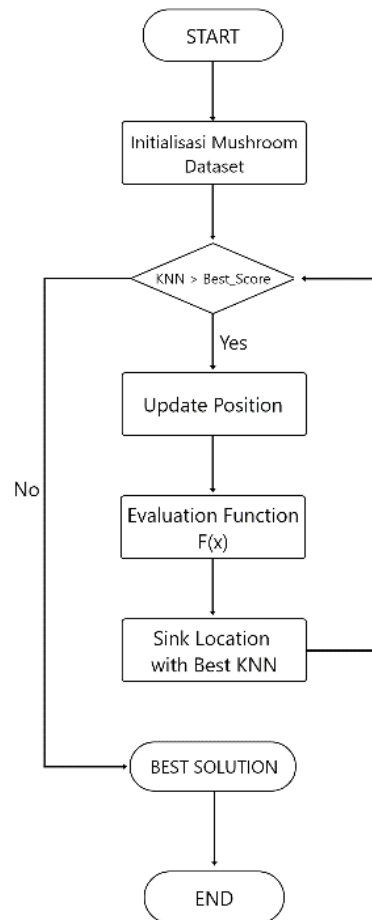 START
Initialisasi Mushroom
Dataset
KNN > Best_Score
Yes
Update Position
No
Evaluation Function
F(x)
Sink Location
with Best KNN
BEST SOLUTION
END